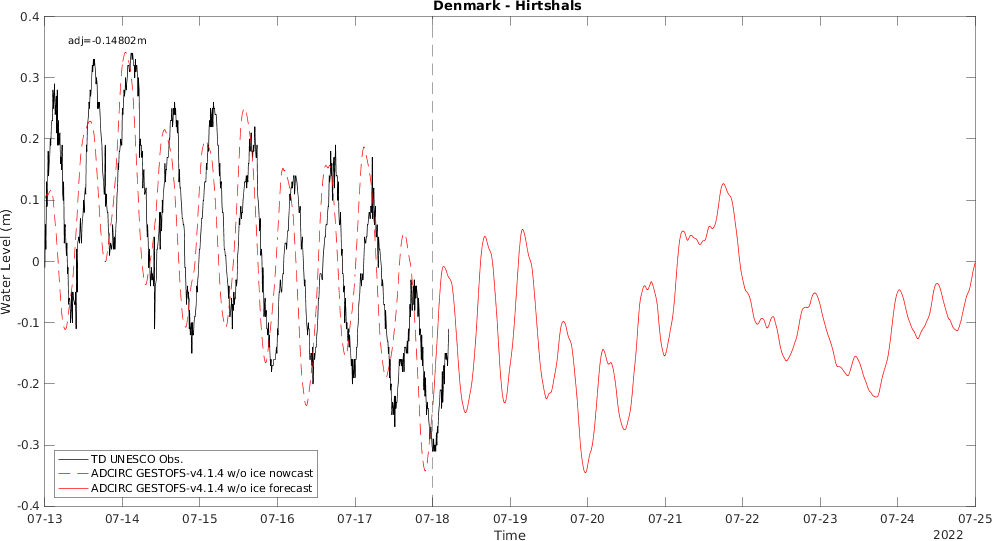 Denmark - Hirtshals
adj=-0.14802m
Water Level (m)
0.4
0.3
0.2
0.1
0
-0.1
-0.2
-0.3
-0.4
TD UNESCO Obs.
ADCIRC GESTOFS-v4.1.4 w/o ice nowcast
ADCIRC GESTOFS-v4.1.4 w/o ice forecast
07-13 07-14 07-15 07-16 07-17 07-18 07-19 07-20 07-21 07-22 07-23 07-24 07-25
Time
2022